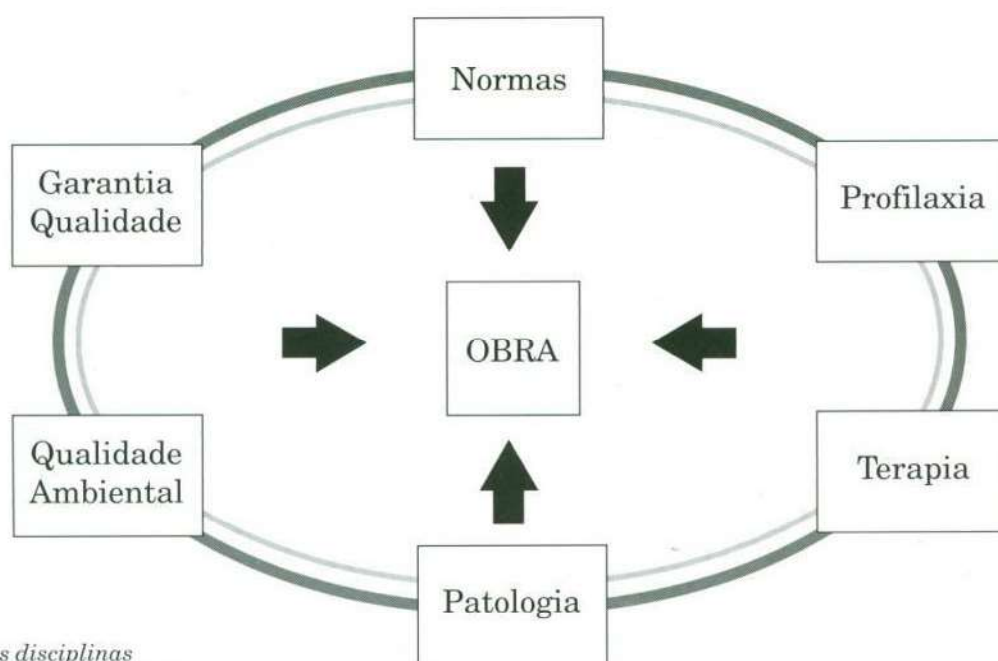 Normas
Garantia
Qualidade
Profilaxia
OBRA
Qualidade
Ambiental
Terapia
Patologia
s disciplinas